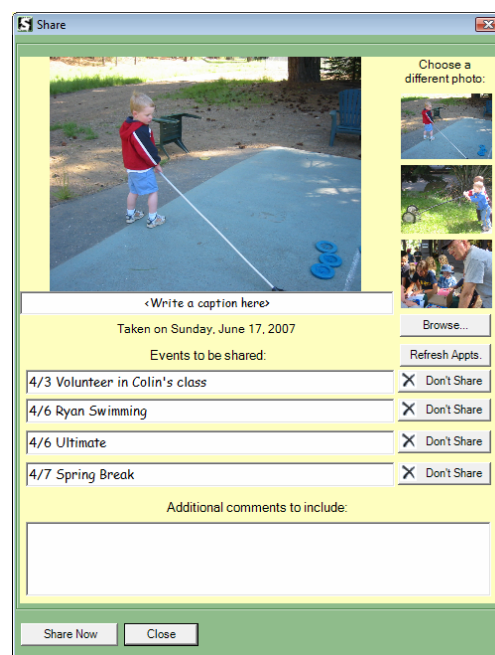 Share
Choose a
different photo:
<Write a caption here>
Browse...
Taken on Sunday, June 17, 2007
Events to be shared:
Refresh Appts.
4/3 Volunteer in Colin's class
Don't Share
4/6 Ryan Swimming
Don't Share
4/6 Ultimate
Don't Share
4/7 Spring Break
Don't Share
Additional comments to include:
Share Now
Close